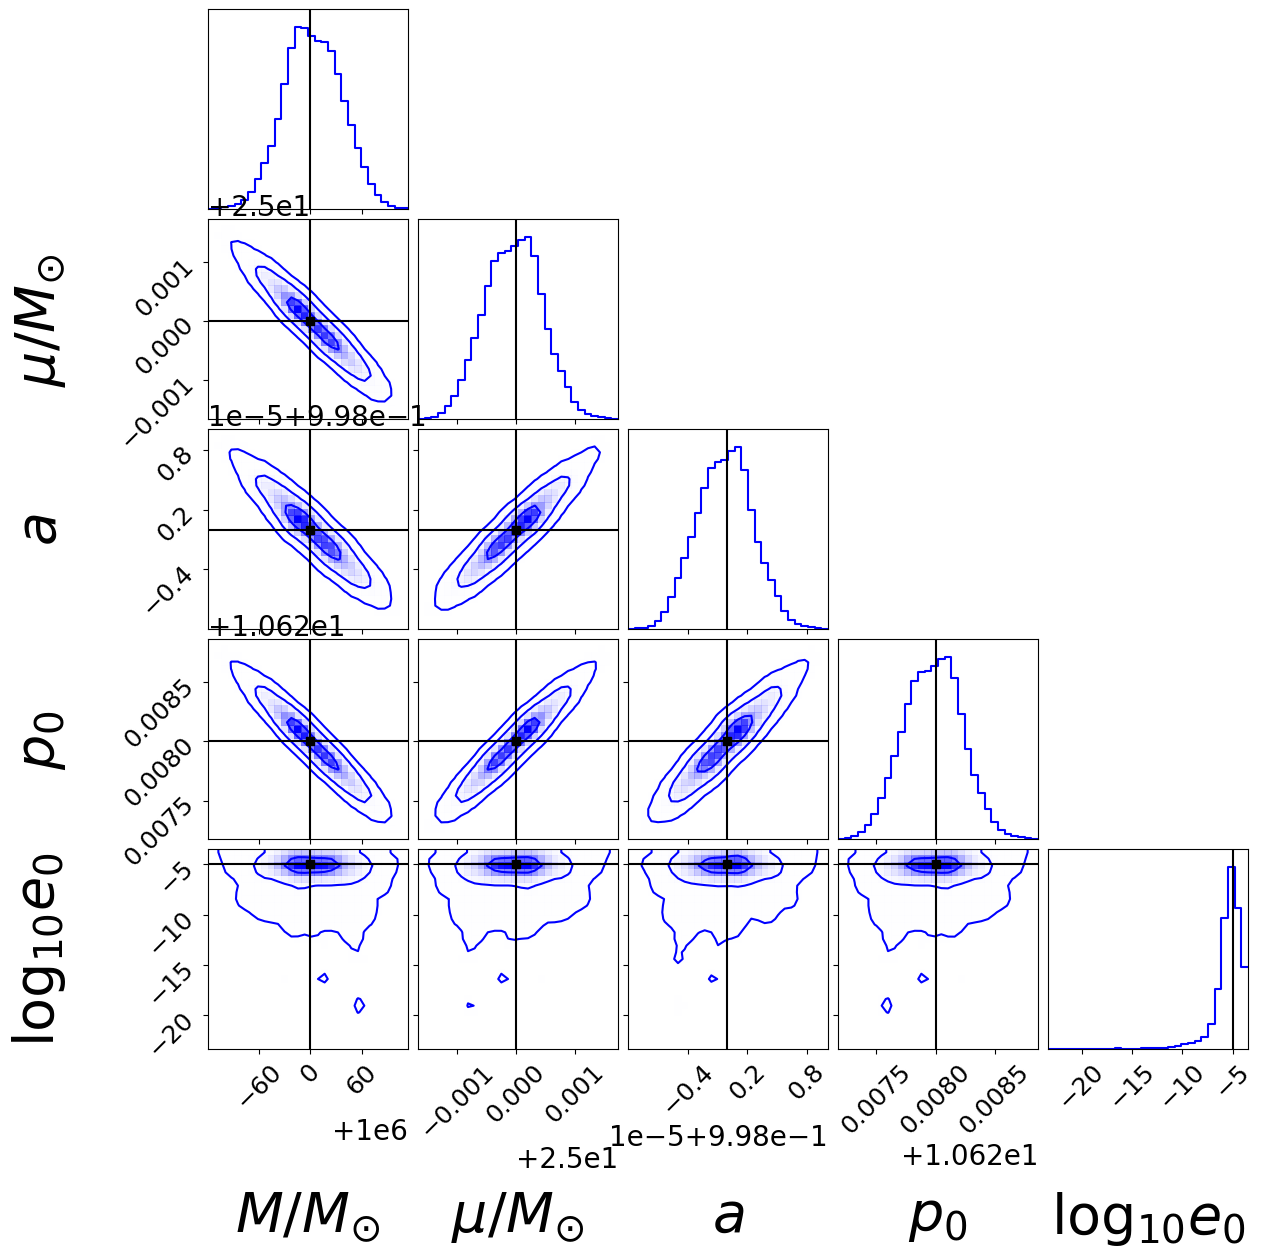 +2.5e1
μ/M⊙
0.001
0.000
−0.001
1e−5+9.98e−1
a
0.8
0.2
−0.4
+1.062e1
p0
0.0085
0.0080
0.0075
log10e0
−5
−10
−15
−20
−60 0 60
−0.001 0.000 0.001
−0.4 0.2 0.8
0.0075 0.0080 0.0085
−20 −15 −10 −5
+1e6
+2.5e1
1e−5+9.98e−1
+1.062e1
M/M⊙ μ/M⊙ a p0 log10e0